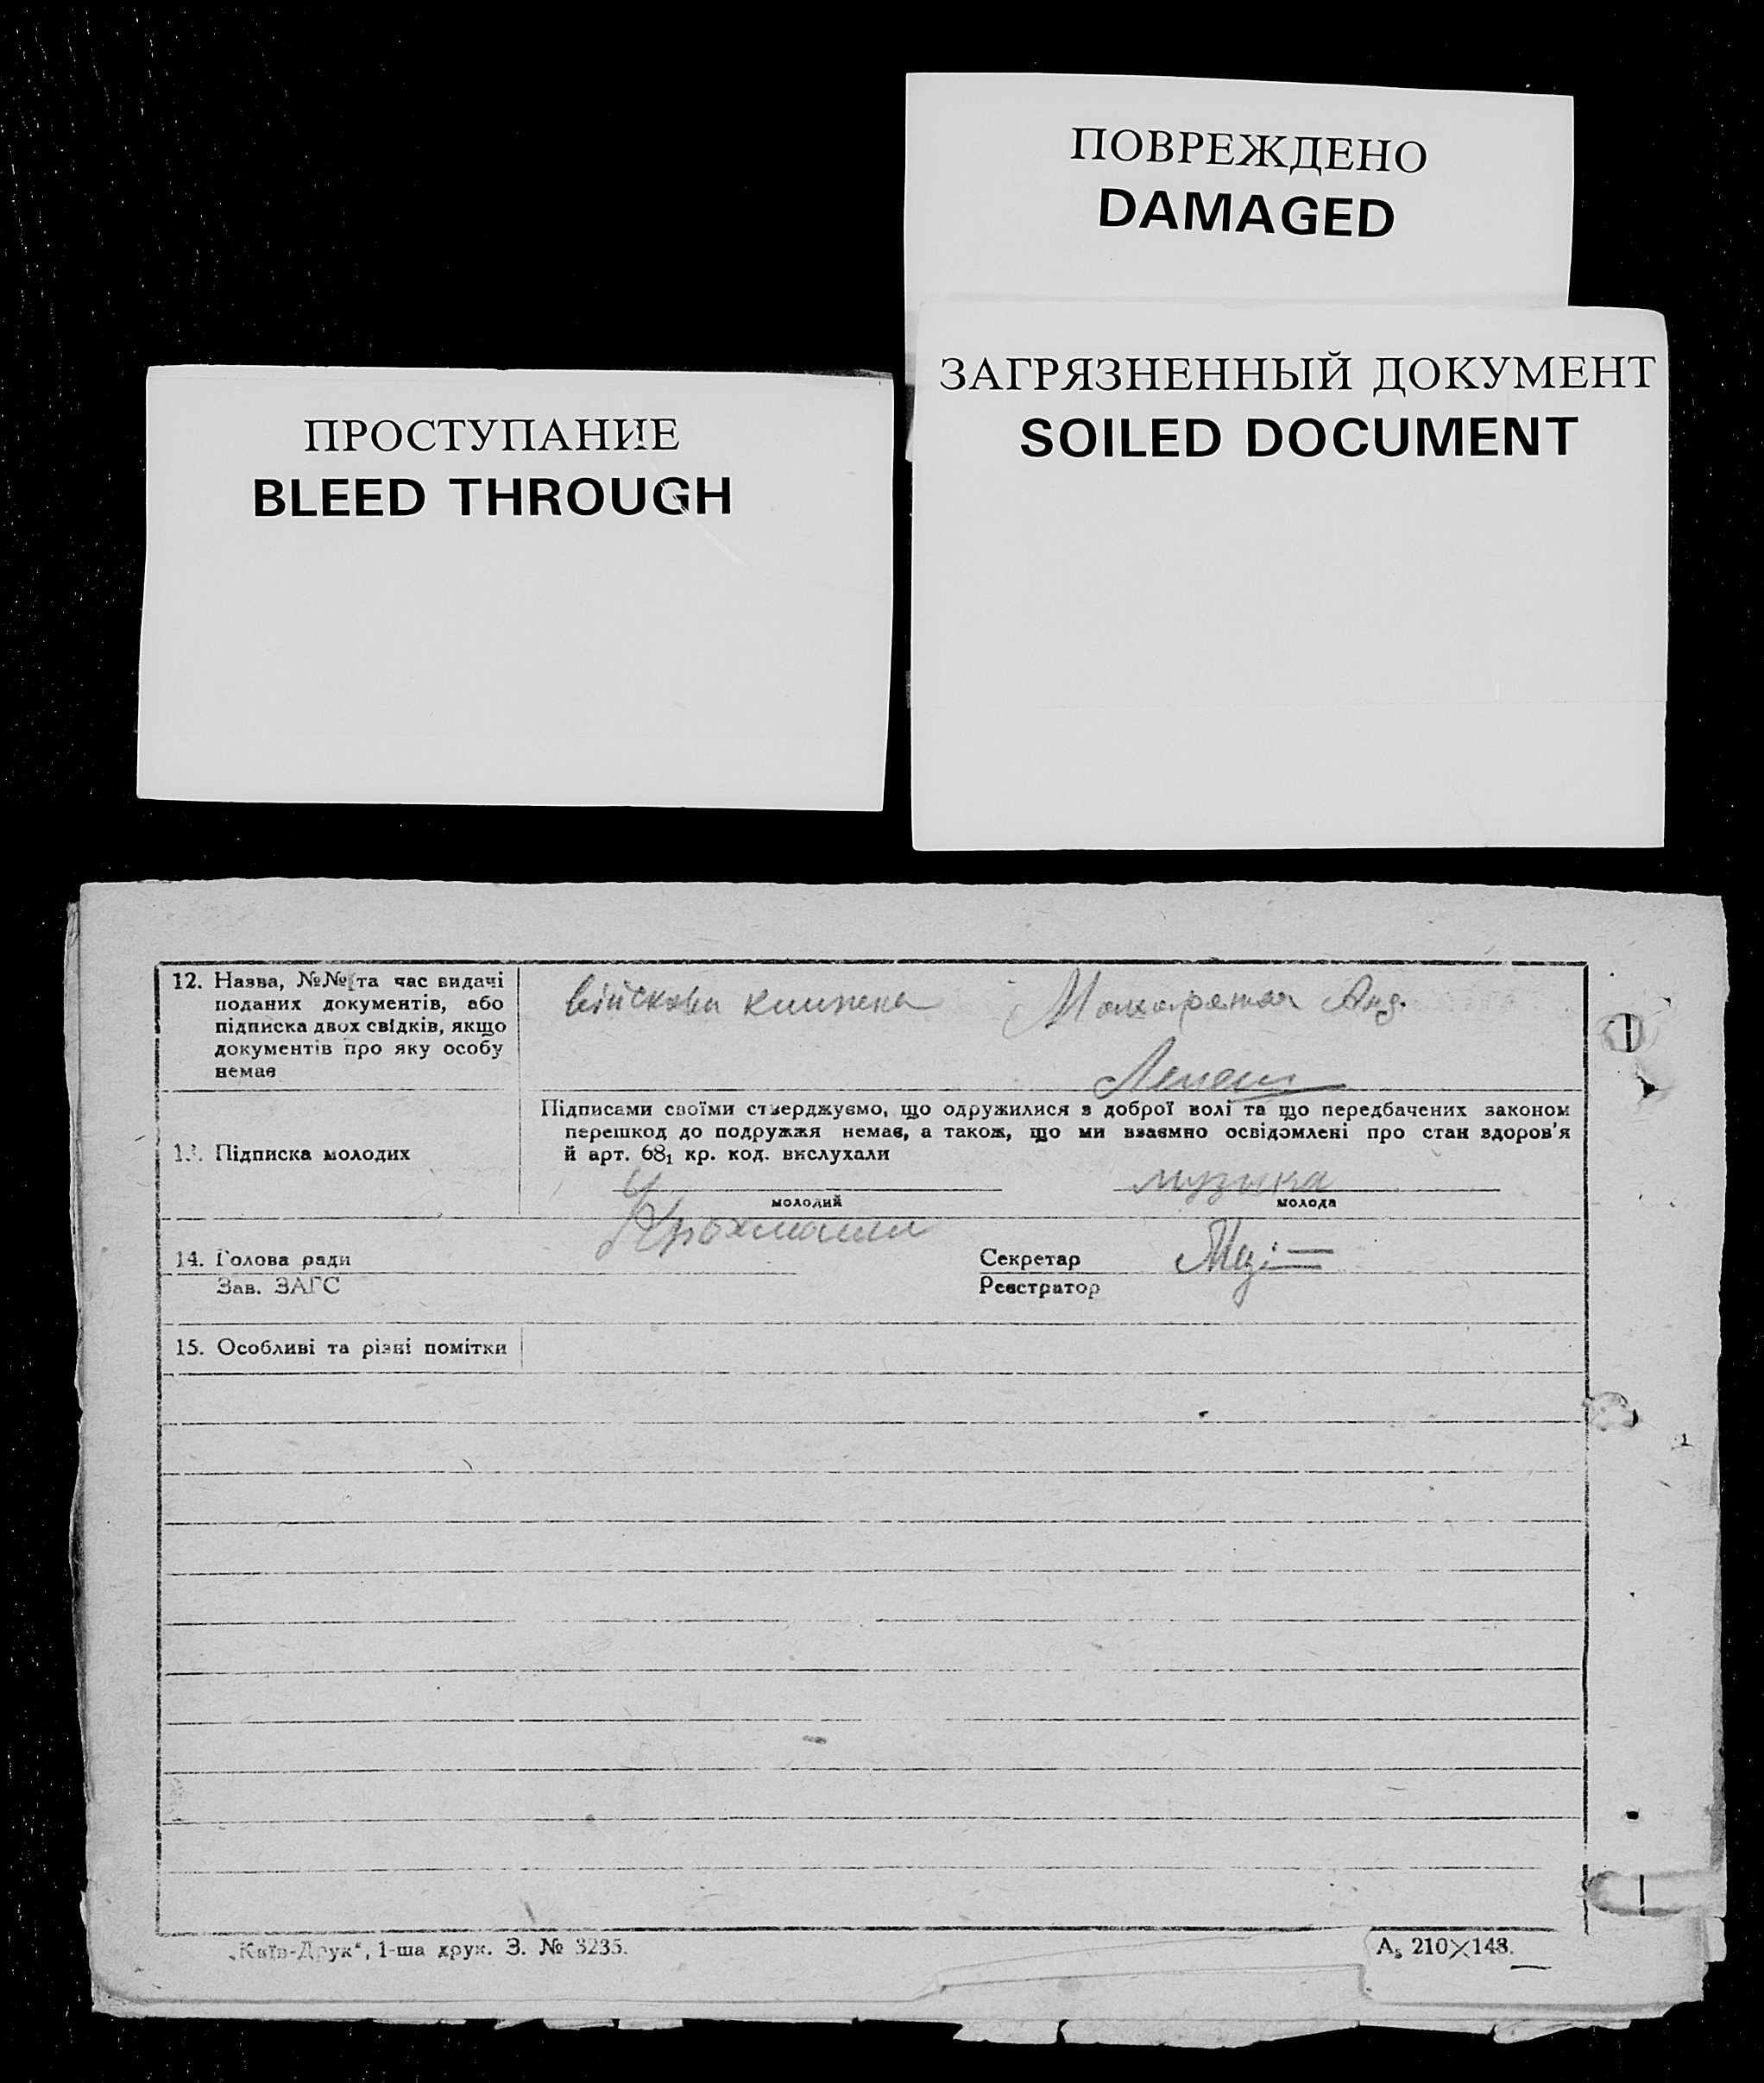 ПОВРЕЖДЕНО
DAMAGED
ЗАГРЯЗНЕННЫЙ ДОКУМЕНТ
SOILED DOCUMENT
ПРОСТУПАНИЕ
BLEED THROUGH
12. Назва, №№ та час видачі
поданих документів, або
підписка двох свідків, якщо
документів про яку особу
немає
військова книжка
Анд.
Підписами своїми стверджуємо, що одружилися з доброї волі та що передбачених законом
перешкод до подружжя немає, а також, що ми взаємно освідомлені про стан здоров'я
й арт. 68₁ кр. код. вислухали
13. Підписка молодих
музика
молодий
молода
14. Голова ради
Секретар
Зав. ЗАГС
Реєстратор
15. Особливі та різні помітки
„Київ-Друк“, 1-ша друк. З. № 3235.
А₅ 210×148.